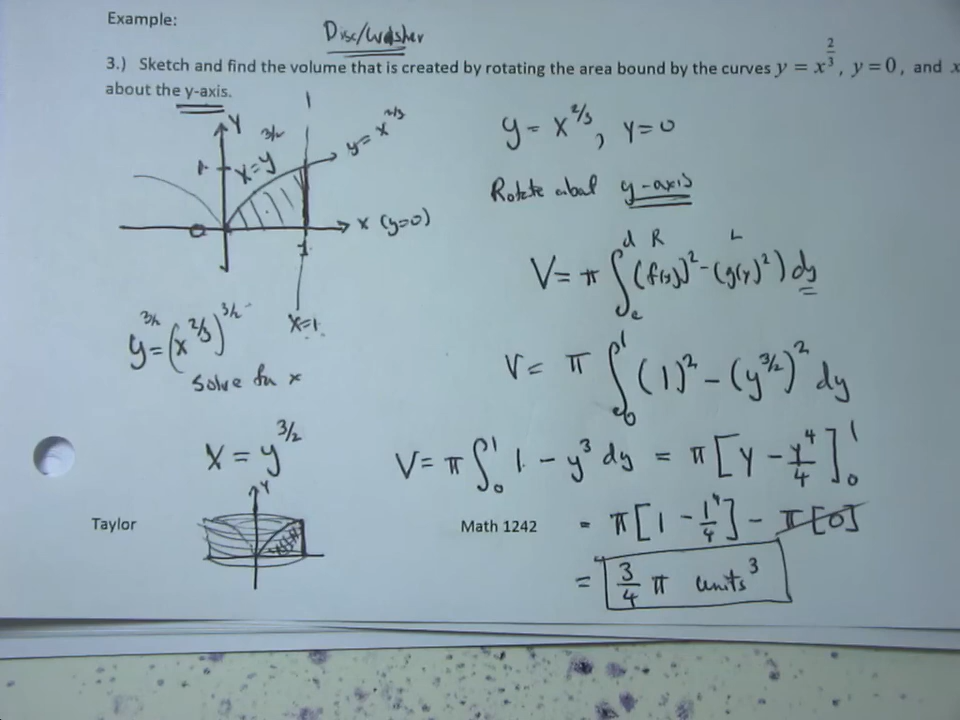 Example:
Disc/Washer
3.) Sketch and find the volume that is created by rotating the area bound by the curves y = x^(2/3), y = 0, and x
about the y-axis.
y
1
x = y^(3/2)
y = x^(2/3)
1
x (y=0)
0
1
x=1.
y^(3/2) = (x^(2/3))^(3/2)
Solve for x
x = y^(3/2)
y
y = x^(2/3), y=0
Rotate about y-axis
d R L
V = π ∫_c (f(y))² - (g(y)²) dy
V = π ∫_0^1 (1)² - (y^(3/2))² dy
V = π ∫_0^1 1 - y³ dy = π [y - y⁴/4]_0^1
= π [1 - 1⁴/4] - π [0]
= 3/4 π units³
Taylor
Math 1242